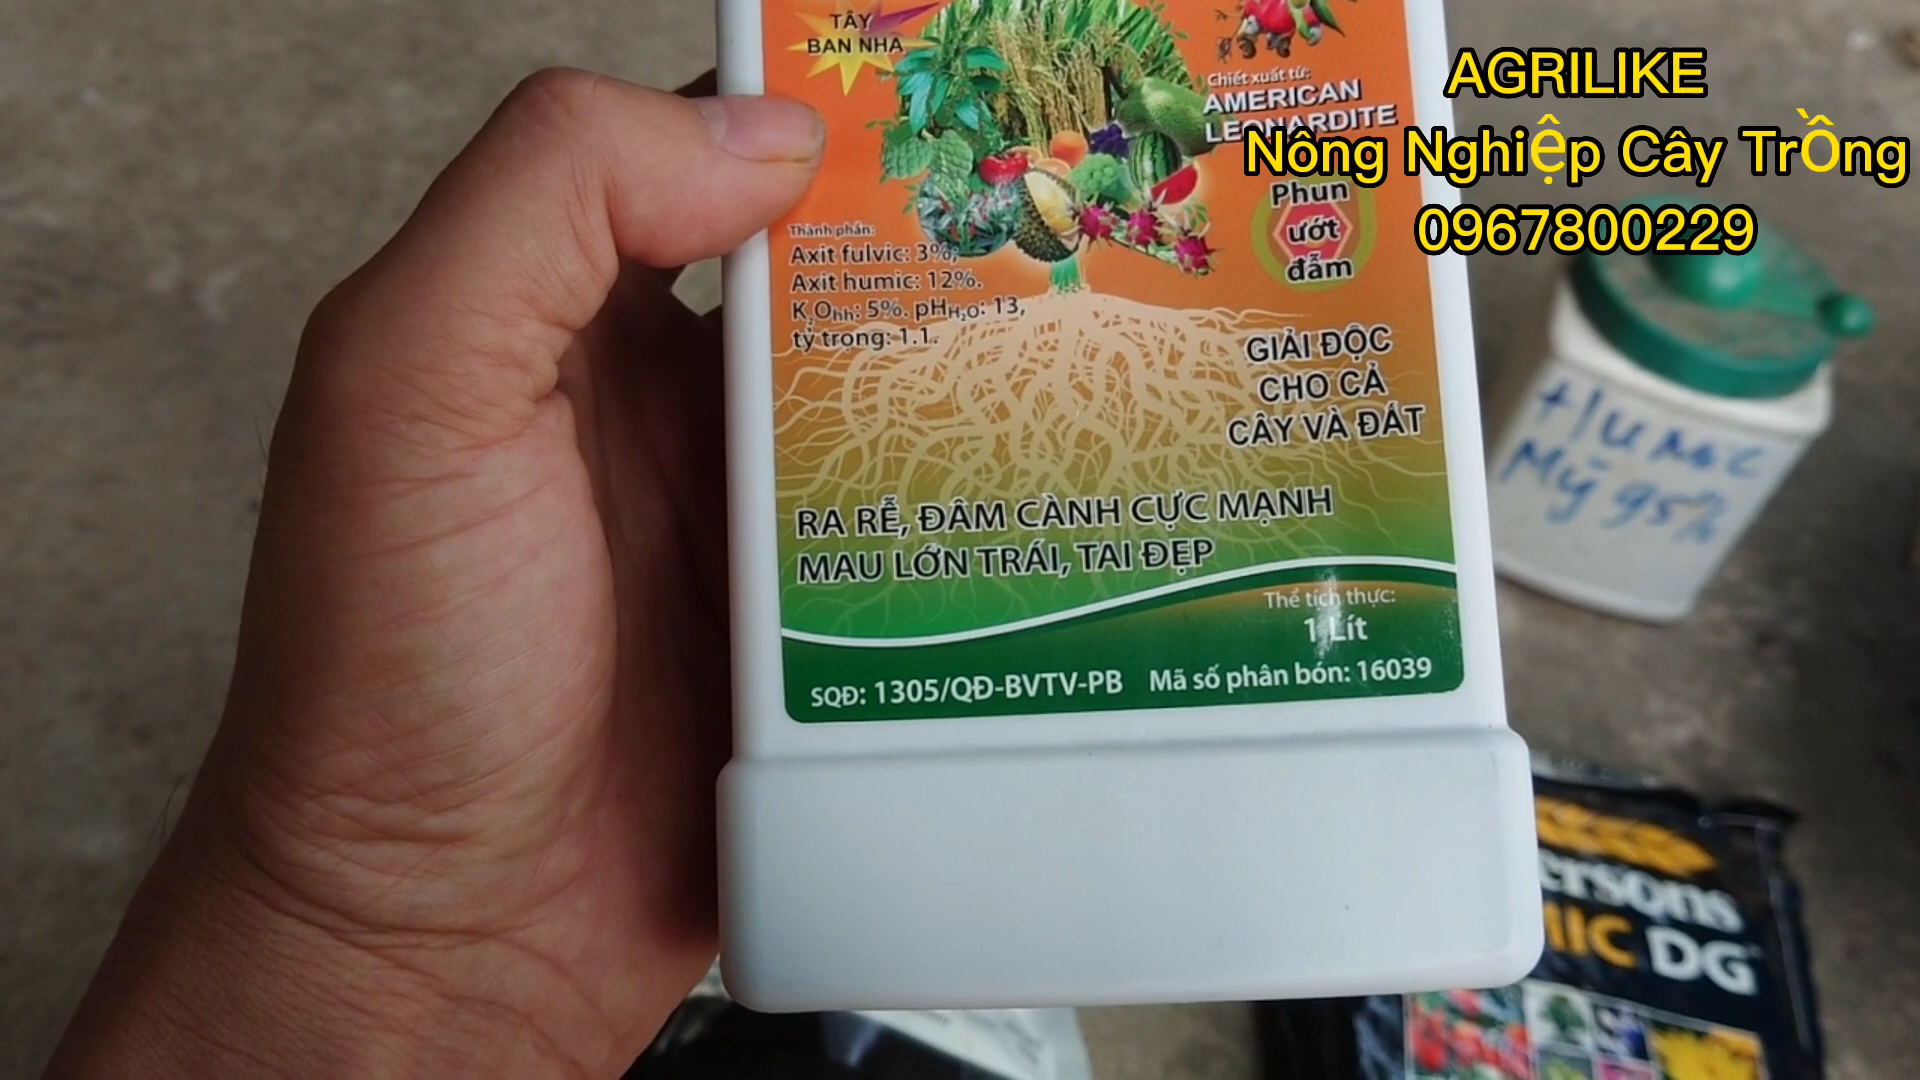 TÂY
BAN NHA
Chiết xuất từ:
AMERICAN
LEONARDITE
AGRILIKE
Nông Nghiệp Cây Trồng
0967800229
Phun
ướt
đẫm
Thành phần:
Axit fulvic: 3%;
Axit humic: 12%.
K₂Ohh: 5%. pHH₂O: 13,
tỷ trọng: 1.1.
GIẢI ĐỘC
CHO CẢ
CÂY VÀ ĐẤT
RA RỄ, ĐÂM CÀNH CỰC MẠNH
MAU LỚN TRÁI, TAI ĐẸP
Thể tích thực:
1 Lít
SQĐ: 1305/QĐ-BVTV-PB Mã số phân bón: 16039
Humic
Mỹ 95%
DG